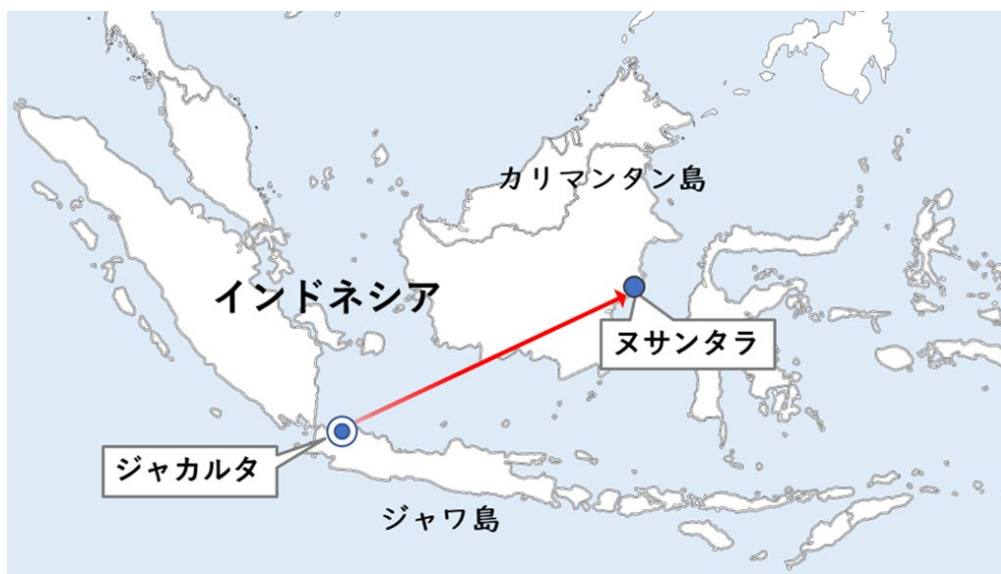 カリマンタン島
インドネシア
ヌサンタラ
ジャカルタ
ジャワ島